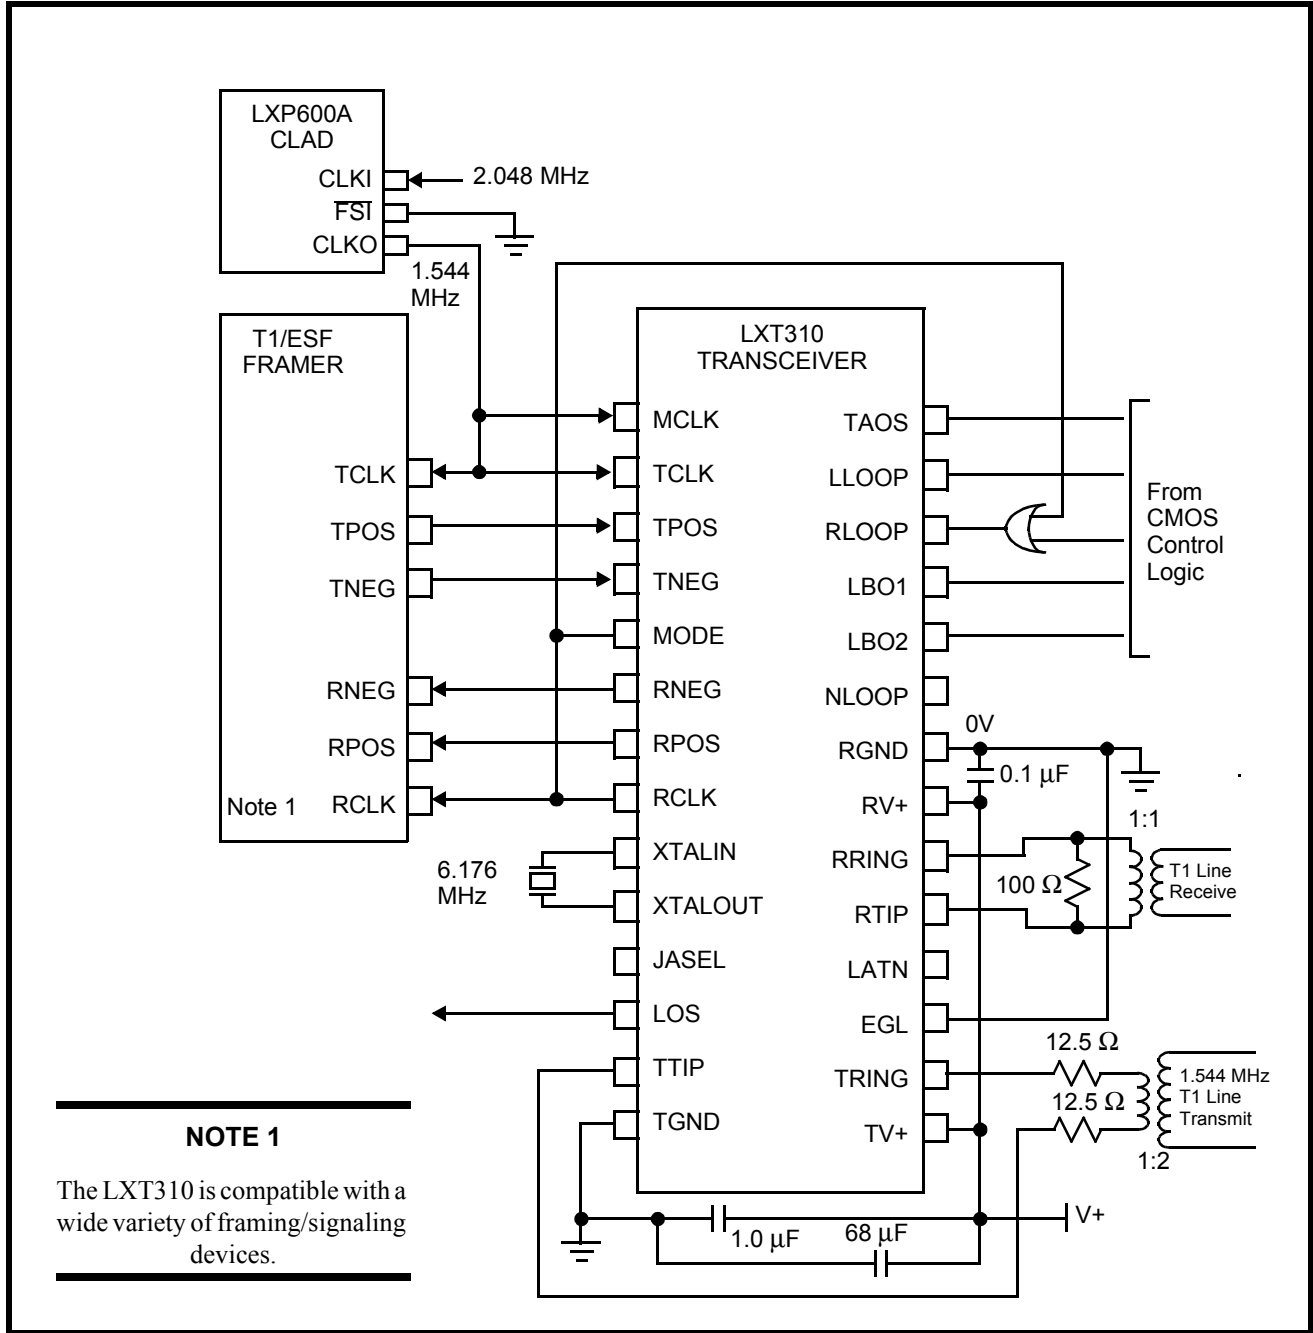 LXP600A
CLAD
CLKI
2.048 MHz
FSI
CLKO
1.544
MHz
T1/ESF
FRAMER
TCLK
TPOS
TNEG
RNEG
RPOS
Note 1 RCLK
LXT310
TRANSCEIVER
MCLK
TCLK
TPOS
TNEG
MODE
RNEG
RPOS
RCLK
XTALIN
XTALOUT
JASEL
LOS
TTIP
TGND
TAOS
LLOOP
RLOOP
LBO1
LBO2
NLOOP
RGND
RV+
RRING
RTIP
LATN
EGL
TRING
TV+
From
CMOS
Control
Logic
0V
0.1 µF
1:1
100 Ω
T1 Line
Receive
6.176
MHz
12.5 Ω
12.5 Ω
1.544 MHz
T1 Line
Transmit
1:2
V+
1.0 µF
68 µF
NOTE 1
The LXT310 is compatible with a
wide variety of framing/signaling
devices.